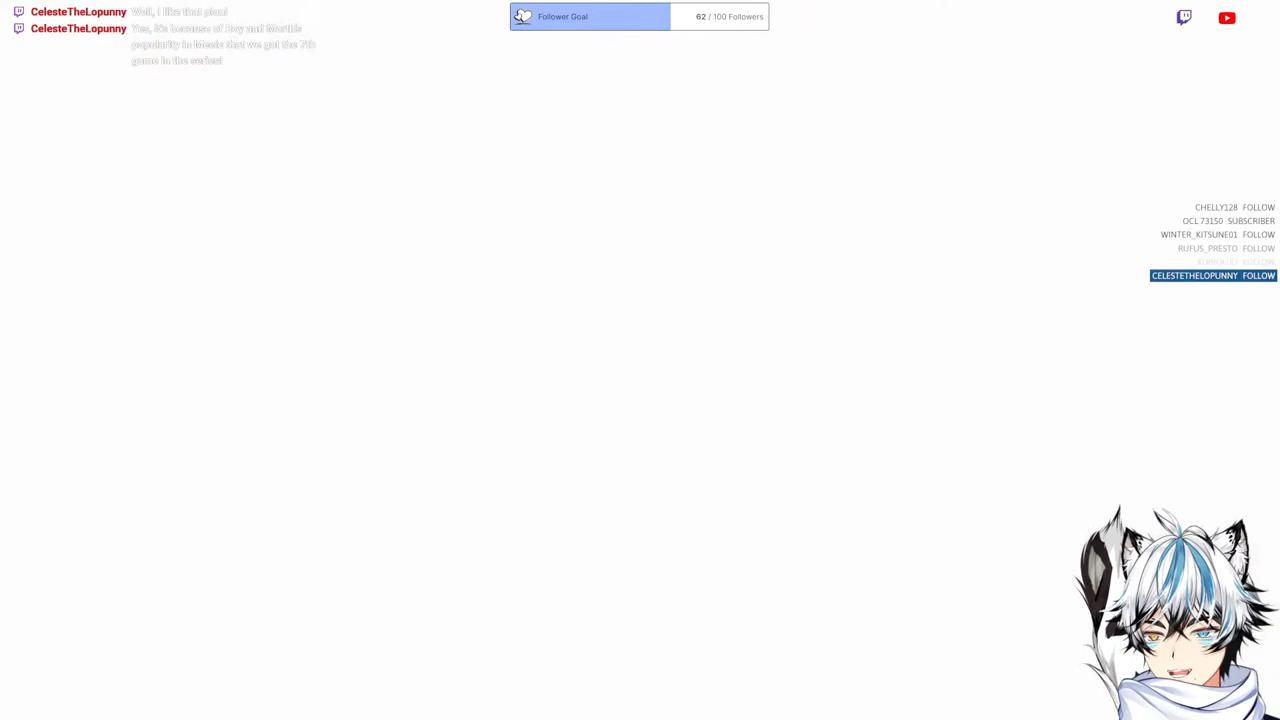 CelesteTheLopunny Well, I like that plan!
CelesteTheLopunny Yes, it's because of Roy and Marth's
popularity in Melee that we got the 7th
game in the series!
Follower Goal 62 / 100 Followers
CHELLY128 FOLLOW
OCL 73150 SUBSCRIBER
WINTER_KITSUNE01 FOLLOW
RUFUS_PRESTO FOLLOW
FOLLOW
CELESTETHELOPUNNY FOLLOW